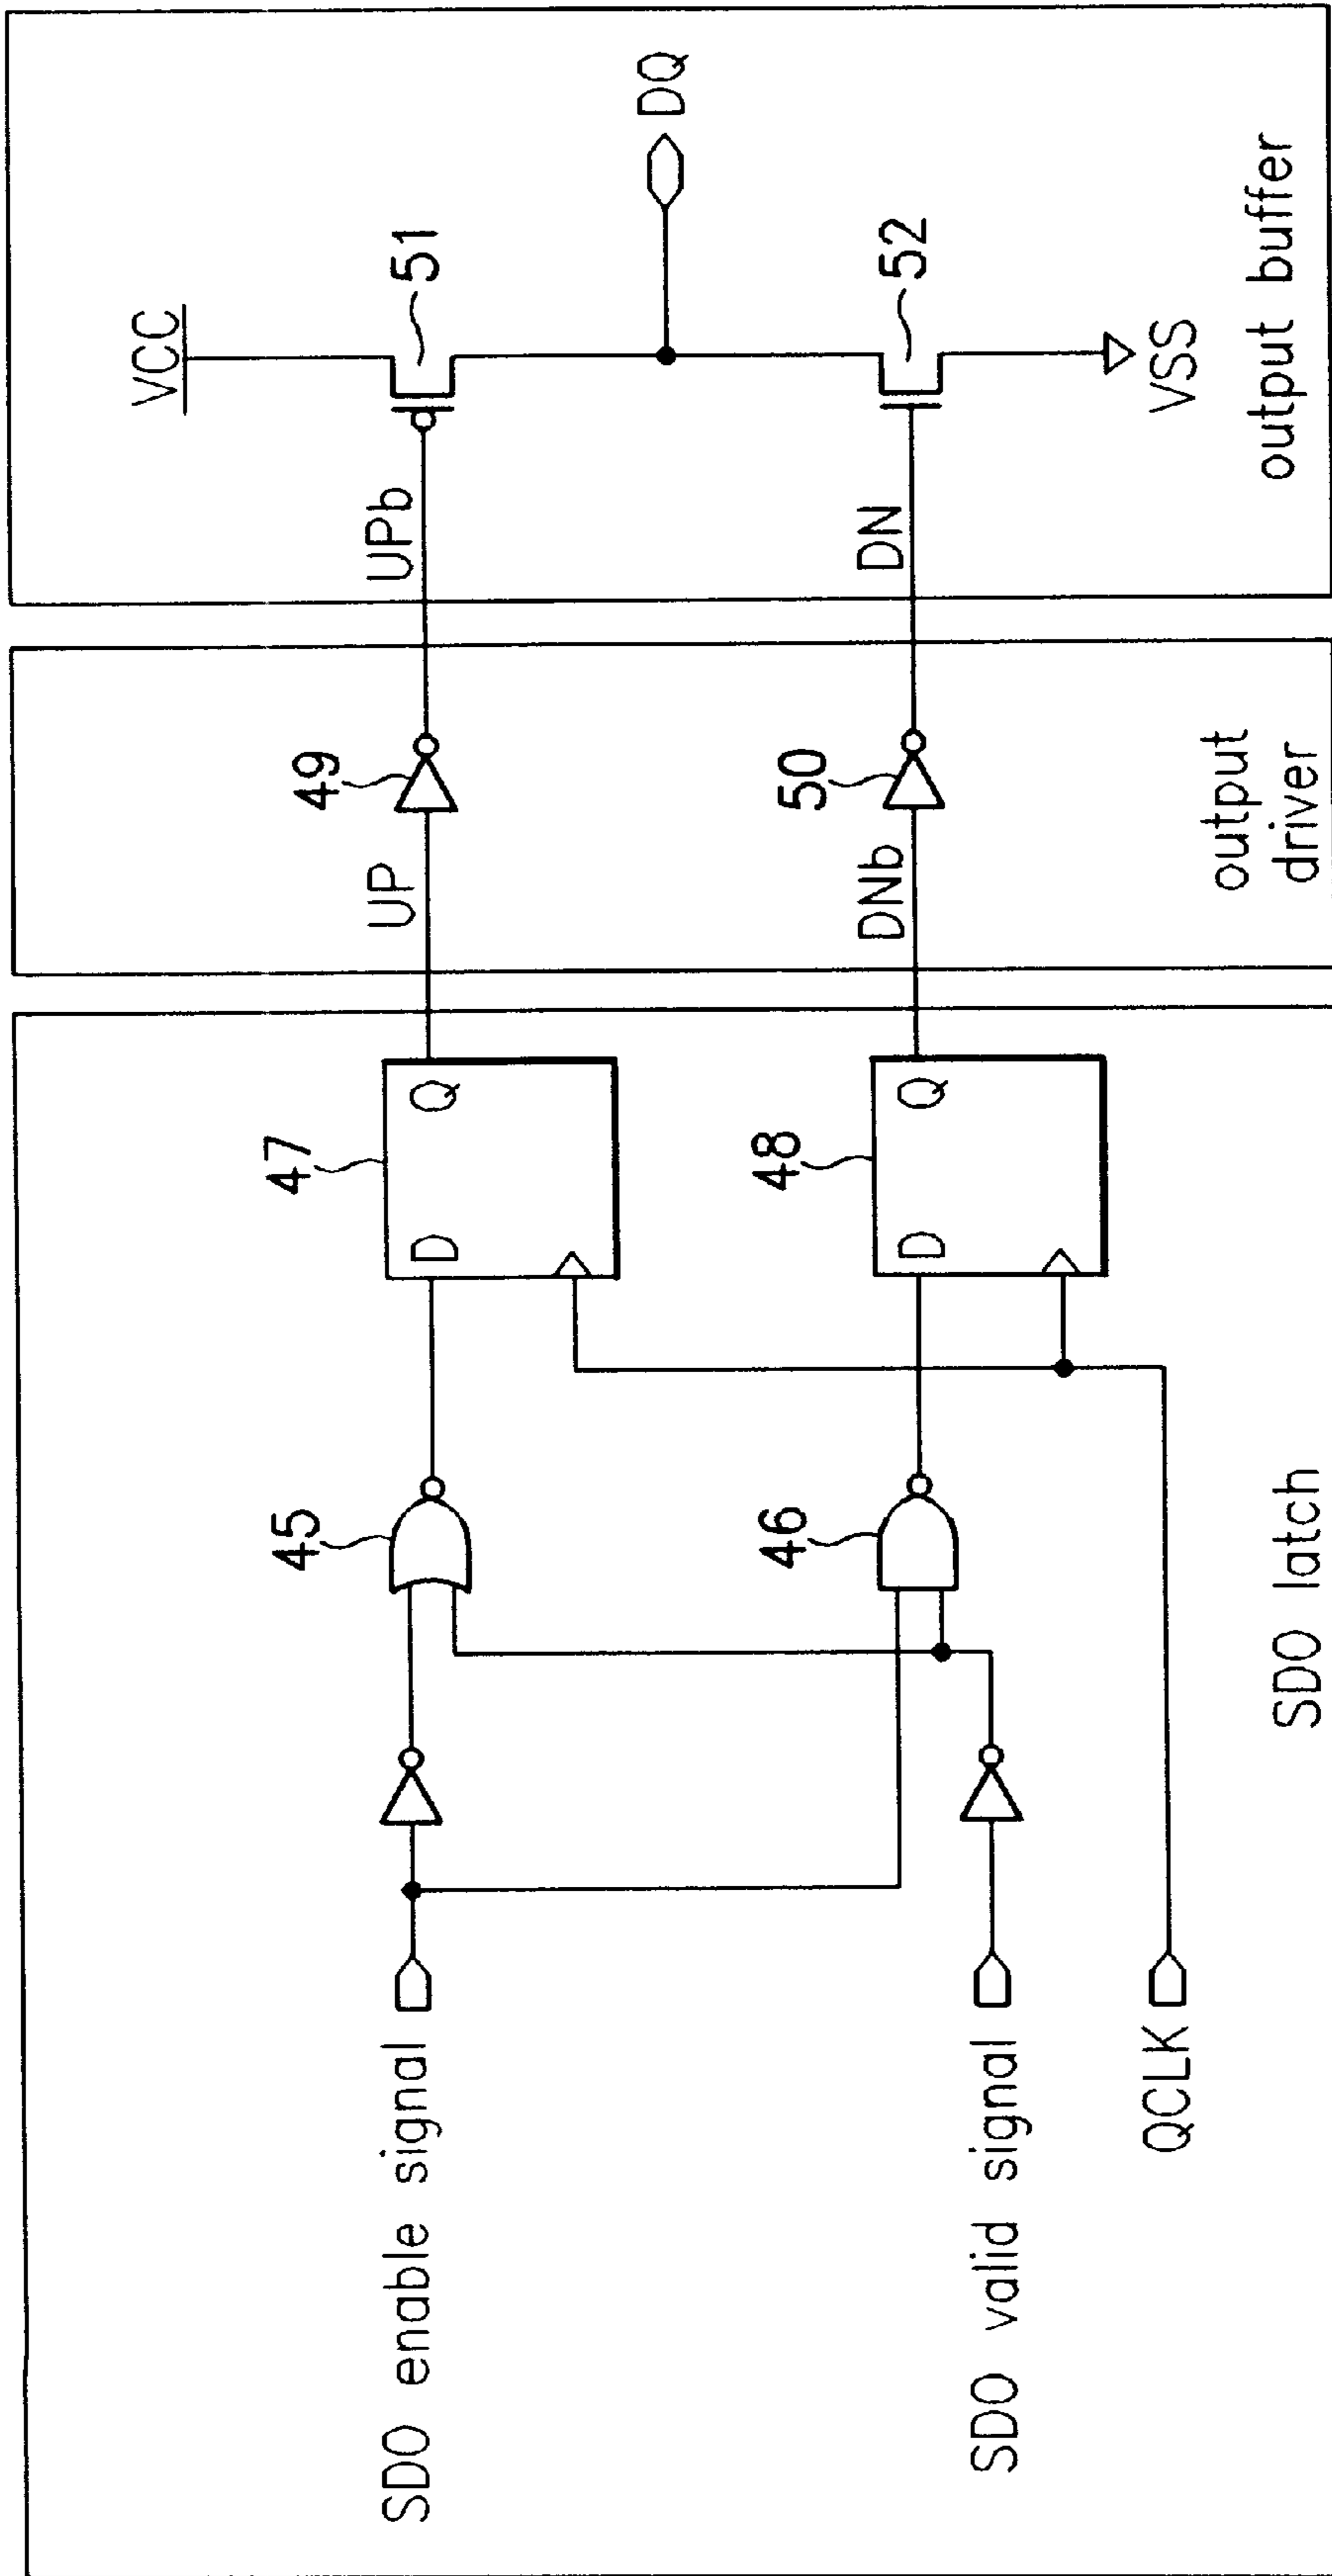 SDO enable signal
SDO valid signal
QCLK
45
46
47
D
Q
48
D
Q
SDO latch
UP
49
DNb
50
output
driver
VCC
UPb
51
DQ
DN
52
VSS
output buffer